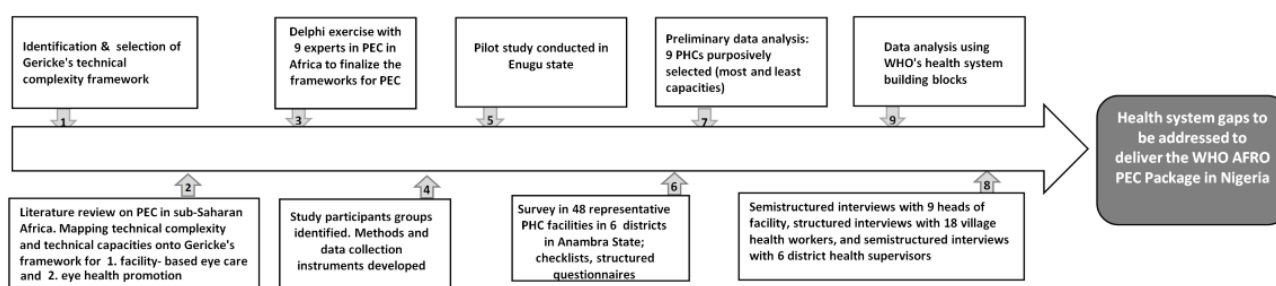 Identification & selection of
Gericke's technical
complexity framework
1
Delphi exercise with
9 experts in PEC in
Africa to finalize the
frameworks for PEC
3
Pilot study conducted in
Enugu state
5
Preliminary data analysis:
9 PHCs purposively
selected (most and least
capacities)
7
Data analysis using
WHO's health system
building blocks
9
Health system gaps to
be addressed to
deliver the WHO AFRO
PEC Package in Nigeria
2
Literature review on PEC in sub-Saharan
Africa. Mapping technical complexity
and technical capacities onto Gericke's
framework for 1. facility- based eye care
and 2. eye health promotion
4
Study participants groups
identified. Methods and
data collection
instruments developed
6
Survey in 48 representative
PHC facilities in 6 districts
in Anambra State;
checklists, structured
questionnaires
8
Semistructured interviews with 9 heads of
facility, structured interviews with 18 village
health workers, and semistructured interviews
with 6 district health supervisors